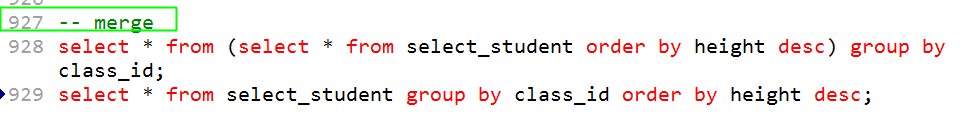 927 -- merge
928 select * from (select * from select_student order by height desc) group by
class_id;
929 select * from select_student group by class_id order by height desc;